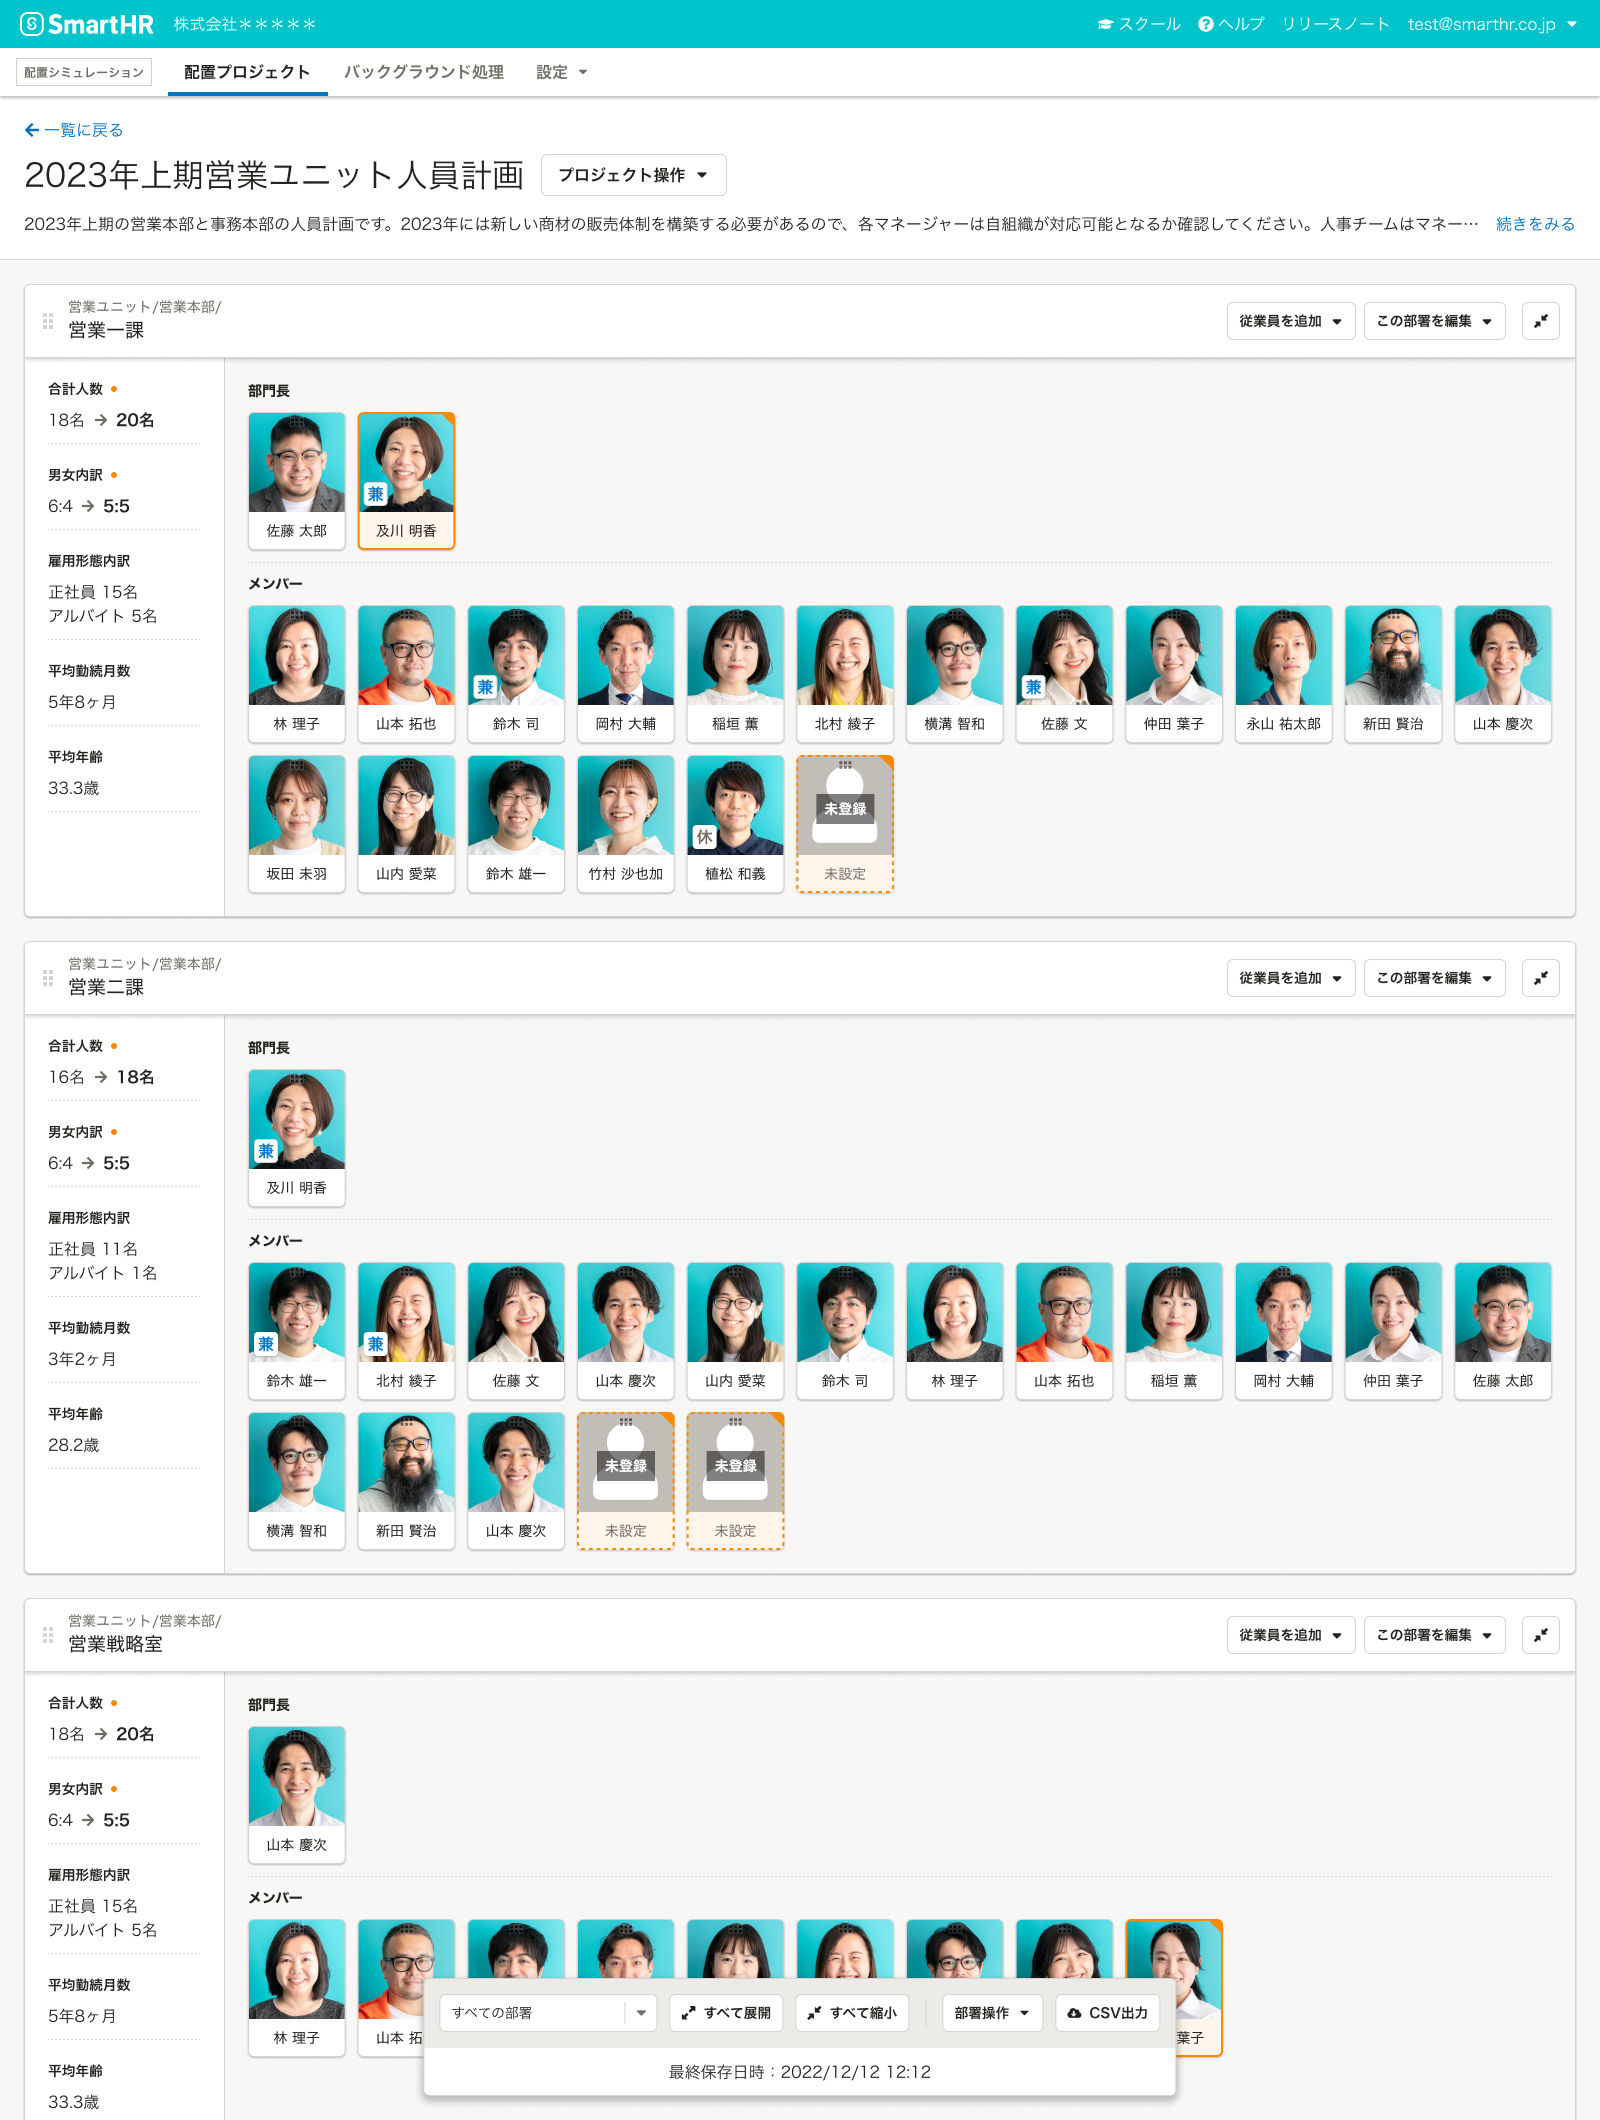 SmartHR 株式会社＊＊＊＊＊ スクール ヘルプ リリースノート test@smarthr.co.jp
配置シミュレーション 配置プロジェクト バックグラウンド処理 設定
一覧に戻る
2023年上期営業ユニット人員計画 プロジェクト操作
2023年上期の営業本部と事務本部の人員計画です。2023年には新しい商材の販売体制を構築する必要があるので、各マネージャーは自組織が対応可能となるか確認してください。人事チームはマネー… 続きをみる
営業ユニット/営業本部/
営業一課
従業員を追加 この部署を編集
合計人数
18名 → 20名
男女内訳
6:4 → 5:5
雇用形態内訳
正社員 15名
アルバイト 5名
平均勤続月数
5年8ヶ月
平均年齢
33.3歳
部門長
兼
佐藤 太郎 及川 明香
メンバー
兼 兼
林 理子 山本 拓也 鈴木 司 岡村 大輔 稲垣 薫 北村 綾子 横溝 智和 佐藤 文 仲田 葉子 永山 祐太郎 新田 賢治 山本 慶次
休 未登録
坂田 未羽 山内 愛菜 鈴木 雄一 竹村 沙也加 植松 和義 未設定
営業ユニット/営業本部/
営業二課
従業員を追加 この部署を編集
合計人数
16名 → 18名
男女内訳
6:4 → 5:5
雇用形態内訳
正社員 11名
アルバイト 1名
平均勤続月数
3年2ヶ月
平均年齢
28.2歳
部門長
兼
及川 明香
メンバー
兼 兼
鈴木 雄一 北村 綾子 佐藤 文 山本 慶次 山内 愛菜 鈴木 司 林 理子 山本 拓也 稲垣 薫 岡村 大輔 仲田 葉子 佐藤 太郎
未登録 未登録
横溝 智和 新田 賢治 山本 慶次 未設定 未設定
営業ユニット/営業本部/
営業戦略室
従業員を追加 この部署を編集
合計人数
18名 → 20名
男女内訳
6:4 → 5:5
雇用形態内訳
正社員 15名
アルバイト 5名
平均勤続月数
5年8ヶ月
平均年齢
33.3歳
部門長
山本 慶次
メンバー
林 理子 山本 拓 葉子
すべての部署 すべて展開 すべて縮小 部署操作 CSV出力
最終保存日時：2022/12/12 12:12